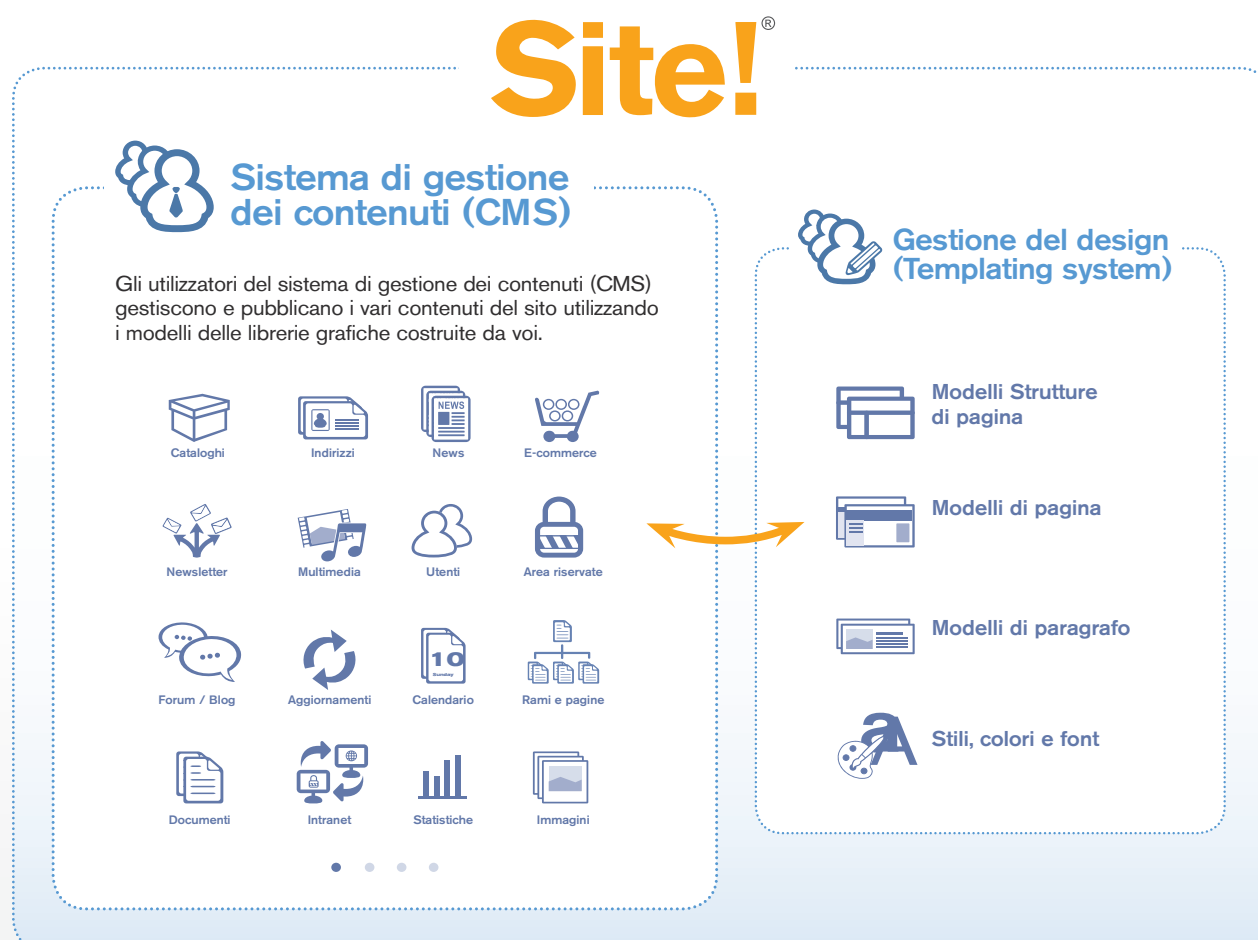 Site!®
Sistema di gestione
dei contenuti (CMS)
Gli utilizzatori del sistema di gestione dei contenuti (CMS)
gestiscono e pubblicano i vari contenuti del sito utilizzando
i modelli delle librerie grafiche costruite da voi.
NEWS
Cataloghi
Indirizzi
News
E-commerce
Newsletter
Multimedia
Utenti
Area riservate
10
Sunday
Forum / Blog
Aggiornamenti
Calendario
Rami e pagine
Documenti
Intranet
Statistiche
Immagini
Gestione del design
(Templating system)
Modelli Strutture
di pagina
Modelli di pagina
Modelli di paragrafo
aA
Stili, colori e font